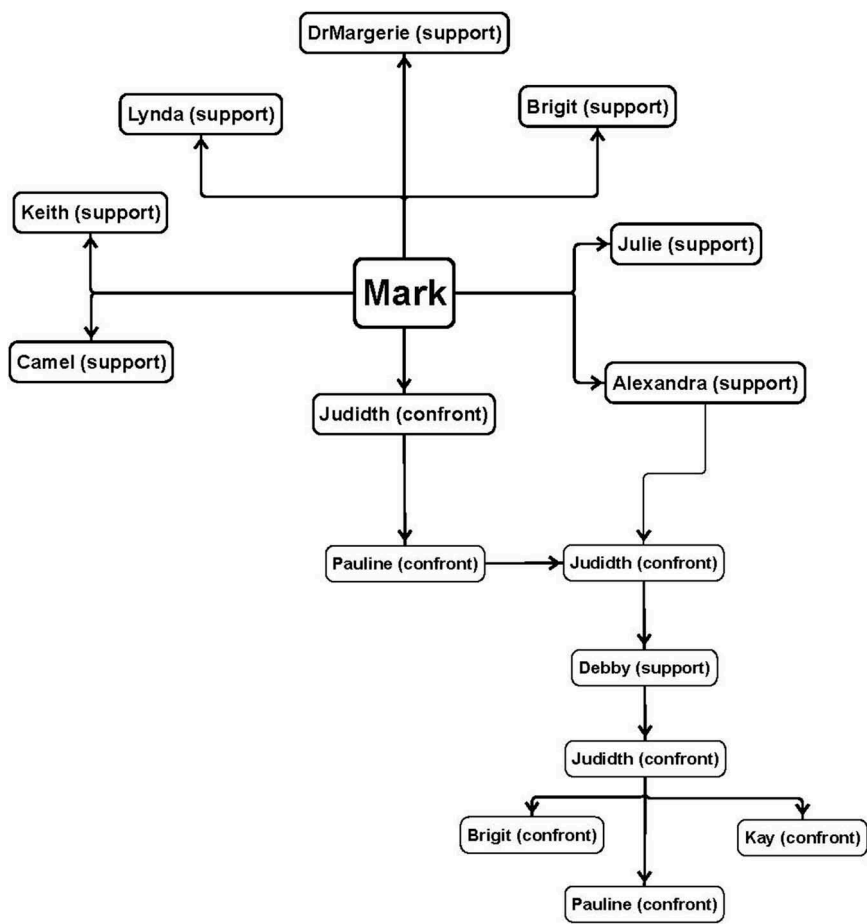 DrMargerie (support)
Lynda (support)
Brigit (support)
Keith (support)
Julie (support)
Mark
Camel (support)
Alexandra (support)
Judidth (confront)
Pauline (confront)
Judidth (confront)
Debby (support)
Judidth (confront)
Brigit (confront)
Kay (confront)
Pauline (confront)